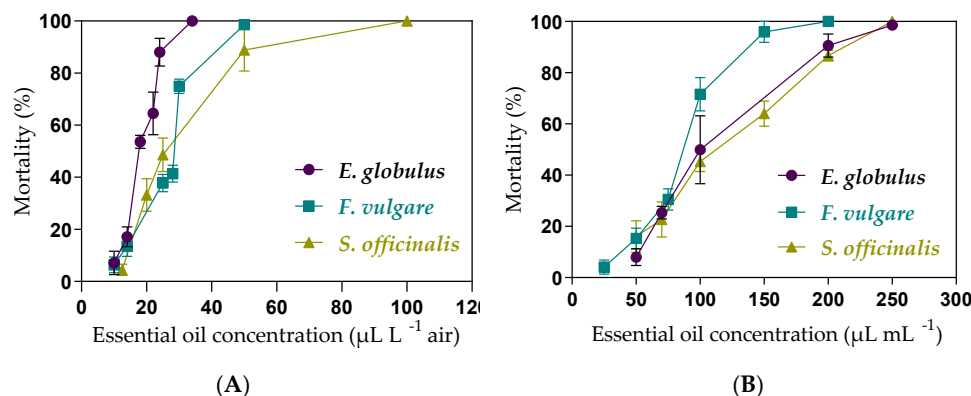 100
80
60
40
20
0
Mortality (%)
0 20 40 60 80 100 120
Essential oil concentration (µL L -1 air)
E. globulus
F. vulgare
S. officinalis
(A)
100
80
60
40
20
0
Mortality (%)
0 50 100 150 200 250 300
Essential oil concentration (µL mL -1)
E. globulus
F. vulgare
S. officinalis
(B)